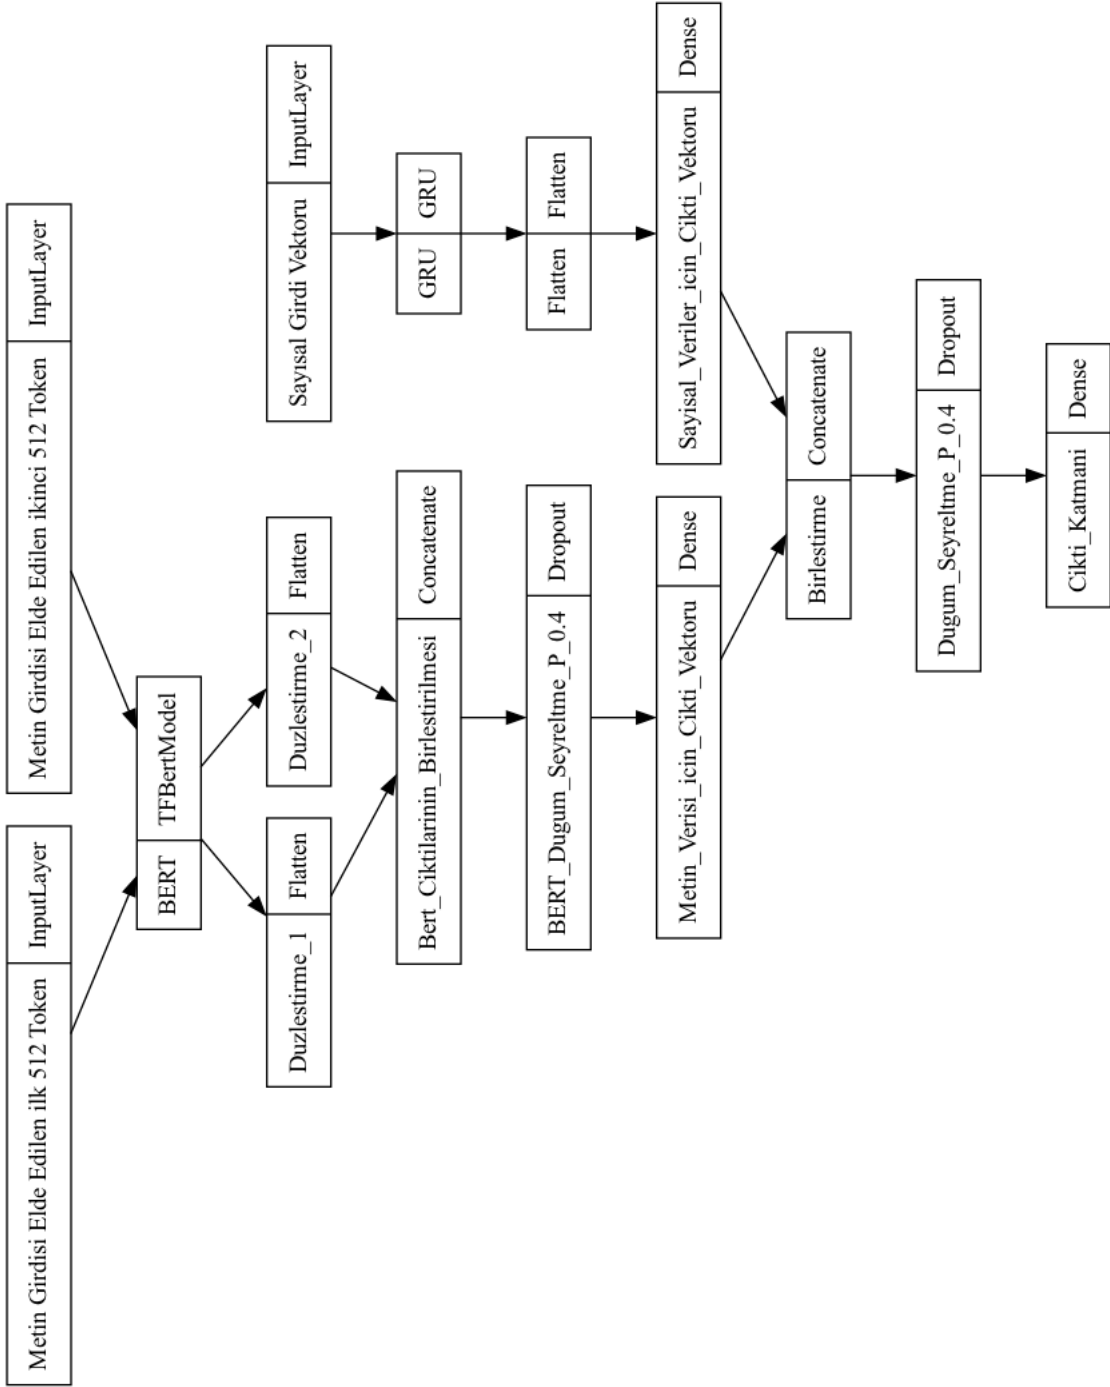 Metin Girdisi Elde Edilen ilk 512 Token InputLayer
Metin Girdisi Elde Edilen ikinci 512 Token InputLayer
BERT TFBertModel
Duzlestirme_1 Flatten
Duzlestirme_2 Flatten
Sayısal Girdi Vektoru InputLayer
Bert_Ciktilarinin_Birlestirilmesi Concatenate
GRU GRU
BERT_Dugum_Seyreltme_P_0.4 Dropout
Flatten Flatten
Metin_Verisi_icin_Cikti_Vektoru Dense
Sayisal_Veriler_icin_Cikti_Vektoru Dense
Birlestirme Concatenate
Dugum_Seyreltme_P_0.4 Dropout
Cikti_Katmani Dense